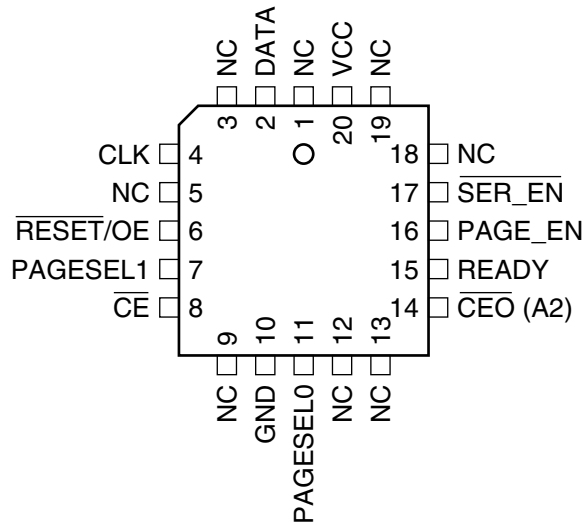 NC
DATA
NC
VCC
NC
3
2
1
20
19
CLK 4
NC 5
RESET/OE 6
PAGESEL1 7
CE 8
18 NC
17 SER_EN
16 PAGE_EN
15 READY
14 CEO (A2)
9
10
11
12
13
NC
GND
PAGESEL0
NC
NC